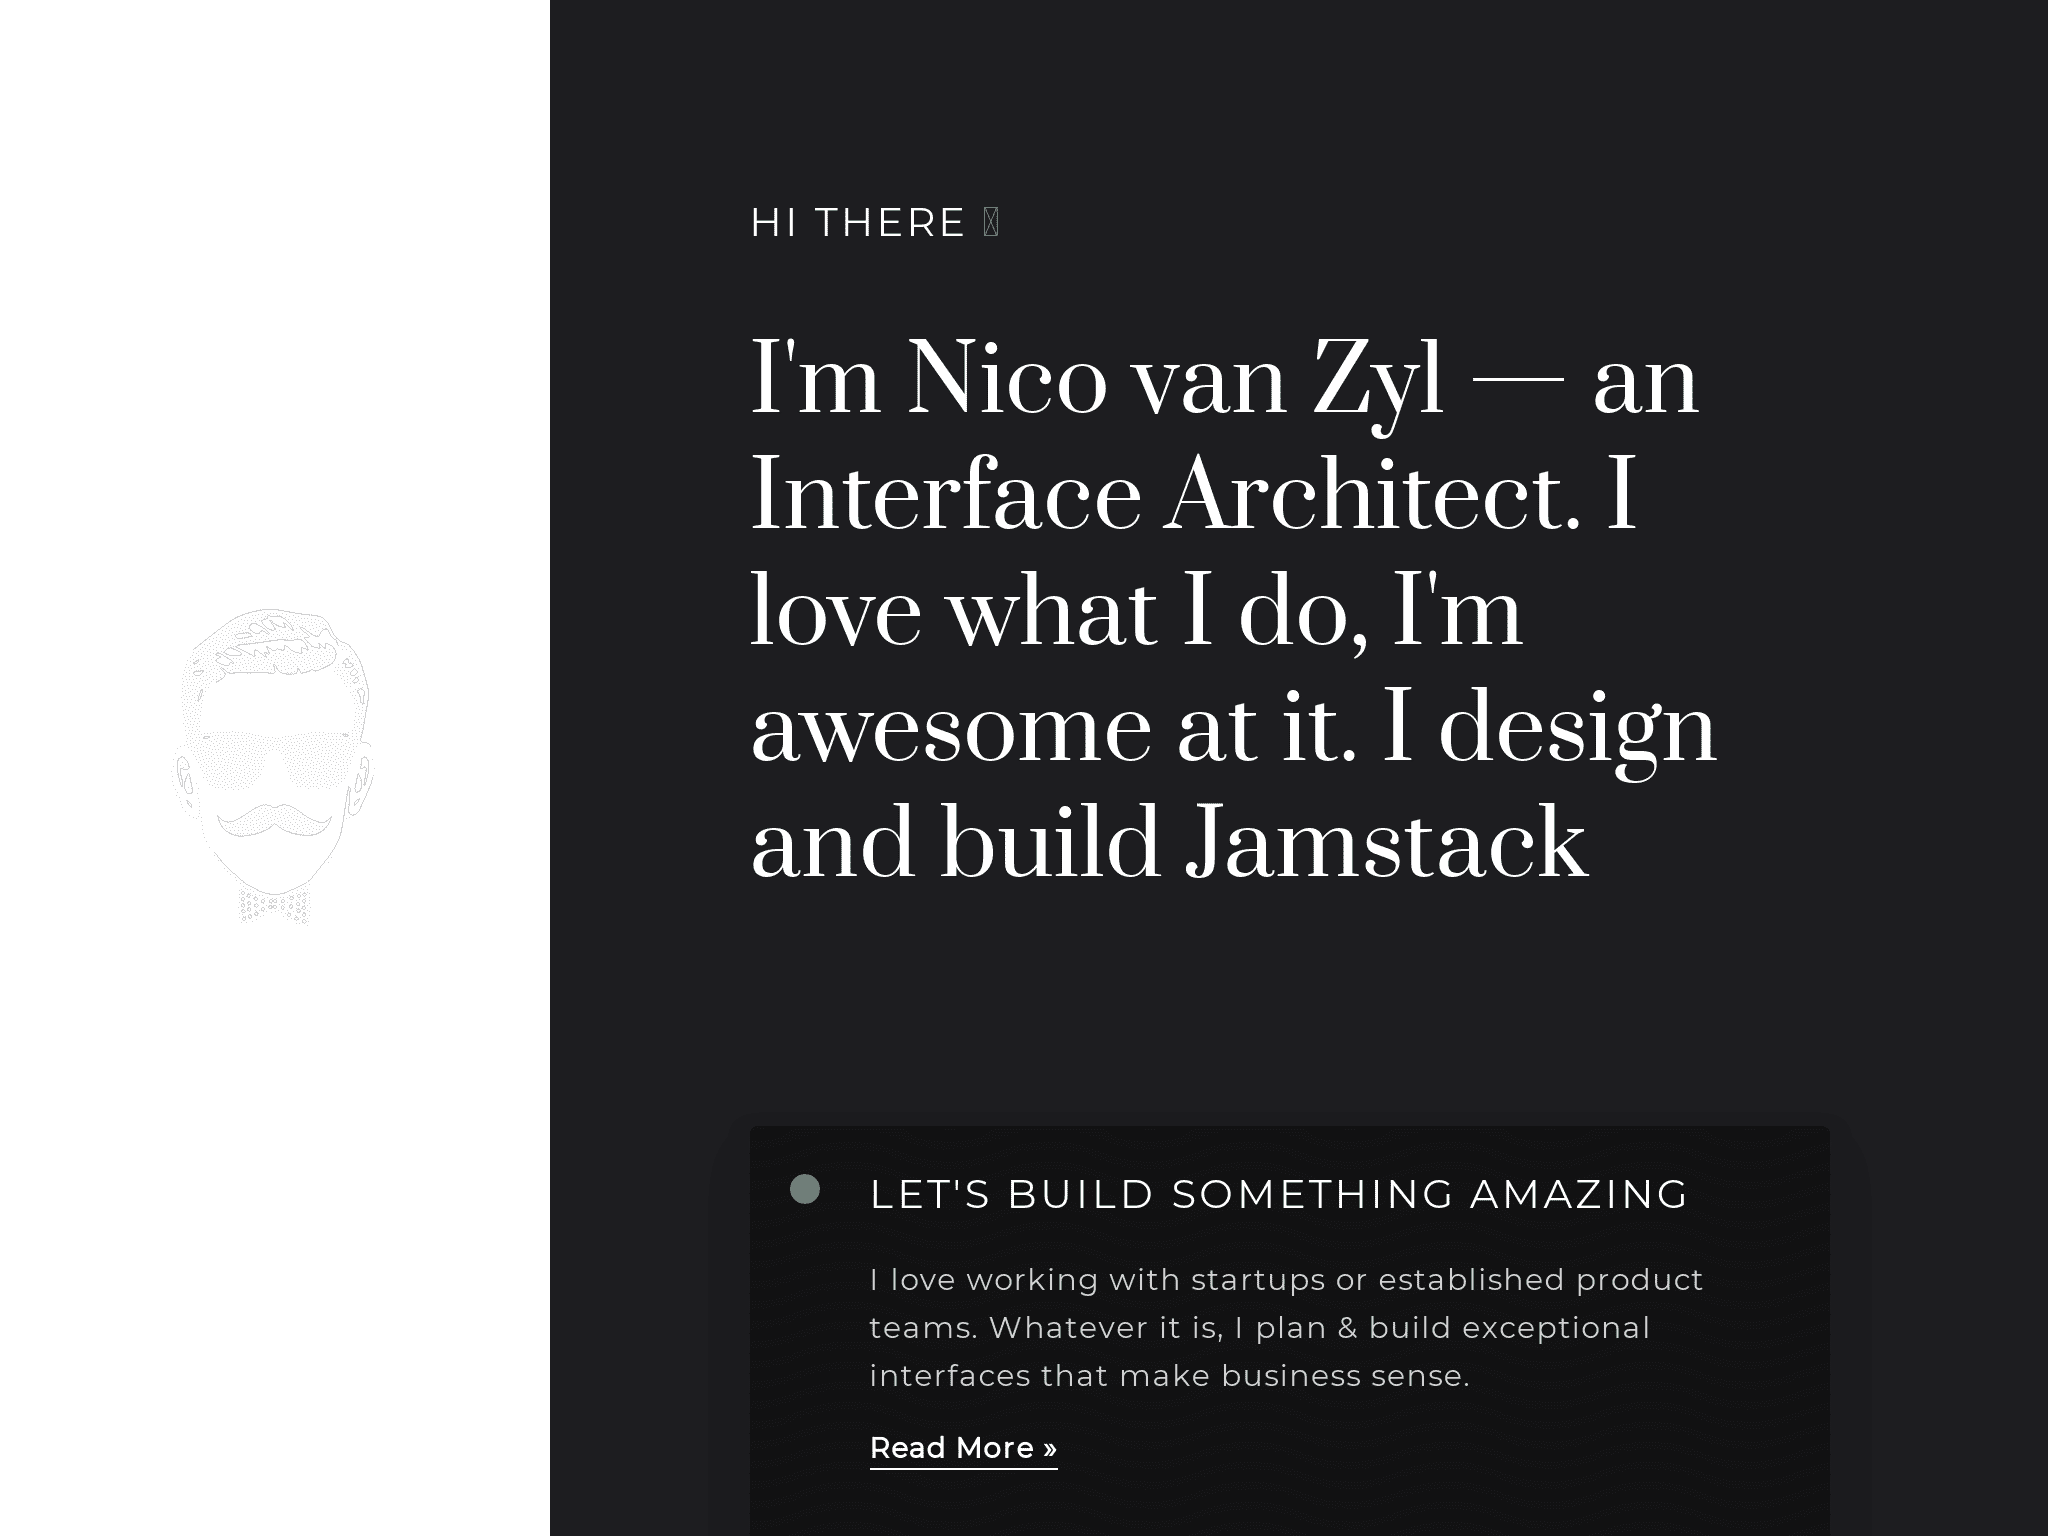 HI THERE
I'm Nico van Zyl — an
Interface Architect. I
love what I do, I'm
awesome at it. I design
and build Jamstack
LET'S BUILD SOMETHING AMAZING
I love working with startups or established product
teams. Whatever it is, I plan & build exceptional
interfaces that make business sense.
Read More »